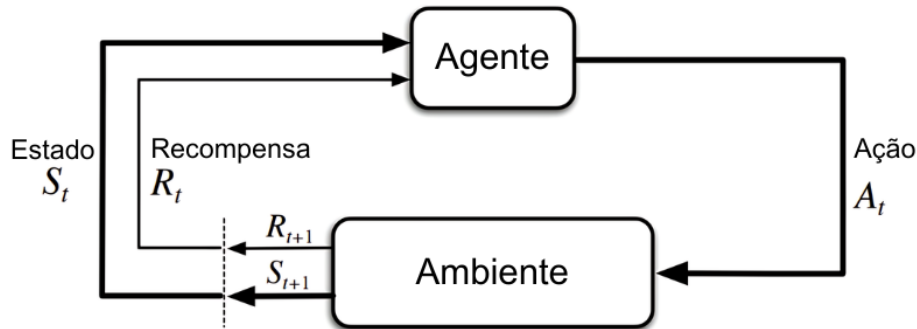 Agente
Estado
S_t
Recompensa
R_t
Ação
A_t
R_{t+1}
S_{t+1}
Ambiente